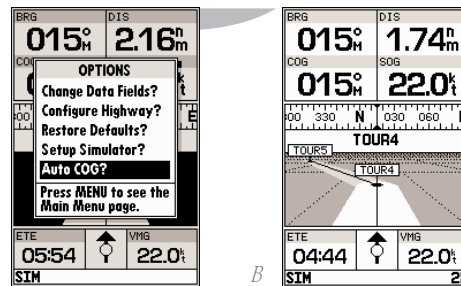 BRG DIS
015°M 2.16nm
OPTIONS
Change Data Fields?
Configure Highway?
Restore Defaults?
Setup Simulator?
Auto COG?
Press MENU to see the
Main Menu page.
ETE VMG
05:54 22.0kt
SIM
B
BRG DIS
015°M 1.74nm
COG SOG
015°M 22.0kt
300 330 N 030 060
TOUR4
TOUR5
TOUR4
ETE VMG
04:44 22.0kt
SIM